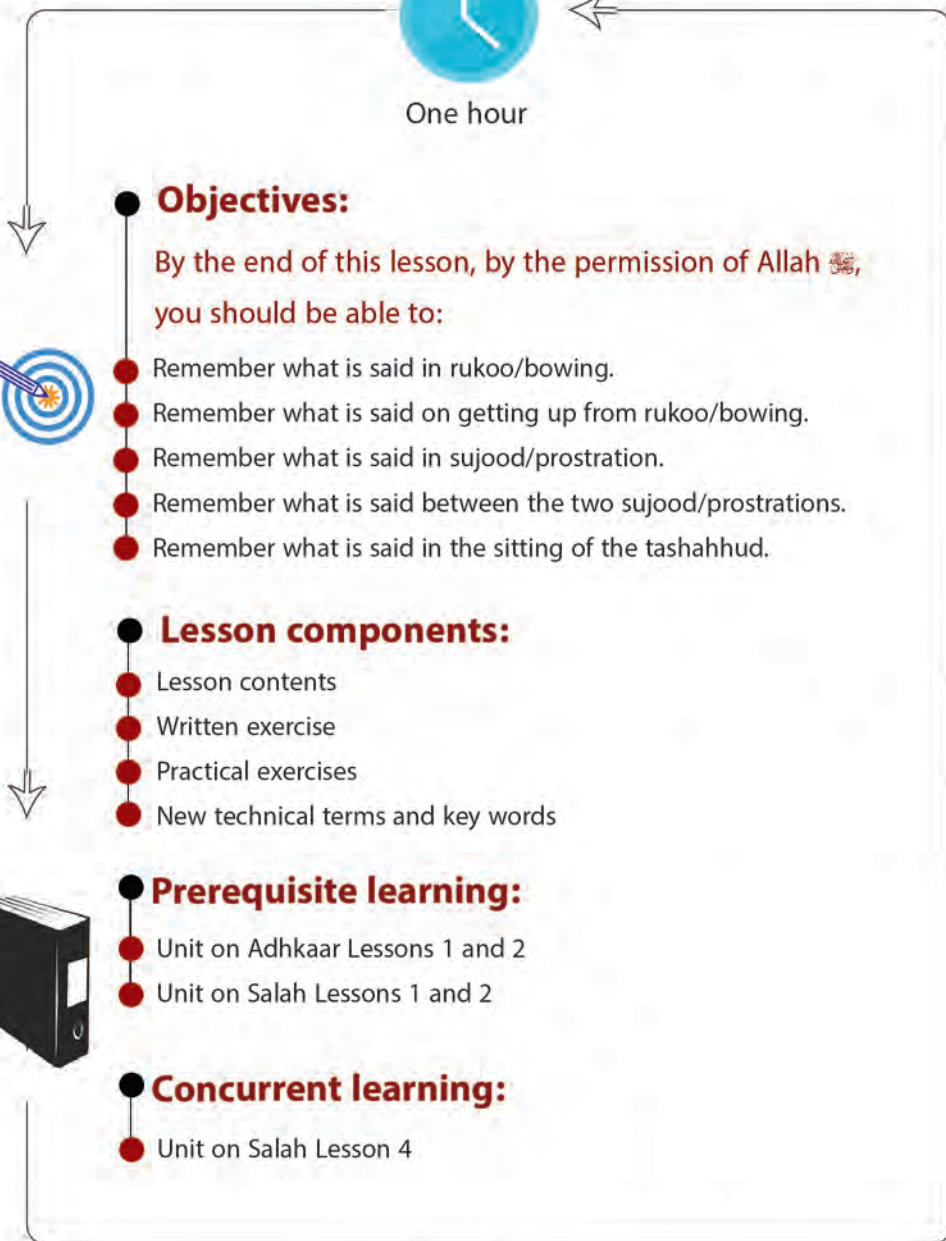 One hour
Objectives:
By the end of this lesson, by the permission of Allah ﷻ,
you should be able to:
Remember what is said in rukoo/bowing.
Remember what is said on getting up from rukoo/bowing.
Remember what is said in sujood/prostration.
Remember what is said between the two sujood/prostrations.
Remember what is said in the sitting of the tashahhud.
Lesson components:
Lesson contents
Written exercise
Practical exercises
New technical terms and key words
Prerequisite learning:
Unit on Adhkaar Lessons 1 and 2
Unit on Salah Lessons 1 and 2
Concurrent learning:
Unit on Salah Lesson 4